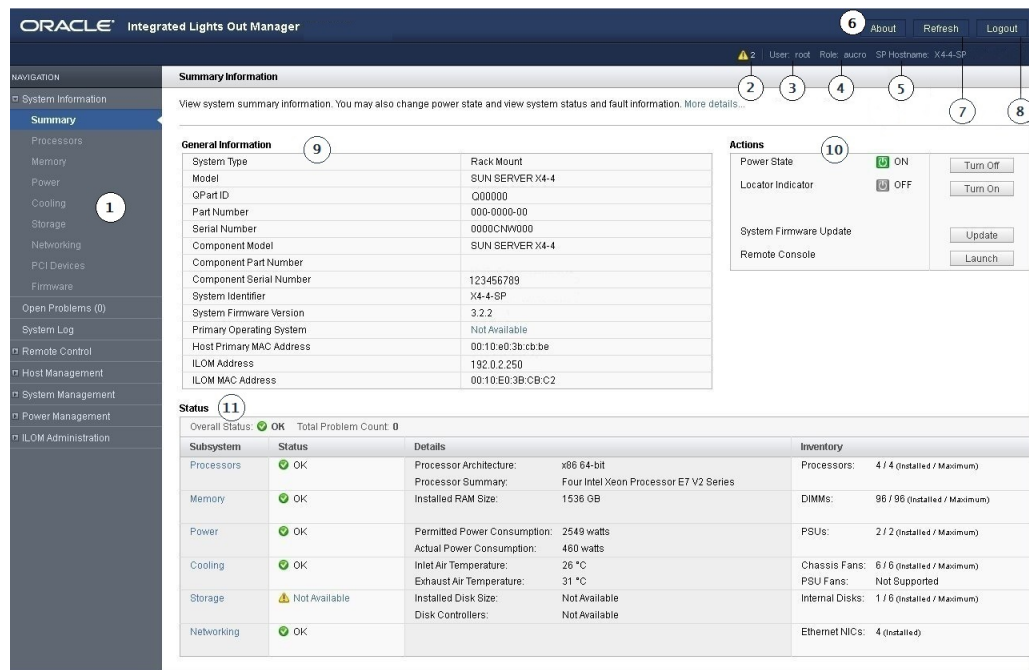 ORACLE Integrated Lights Out Manager
6 About Refresh Logout
2 User: root Role: aucro SP Hostname: X4-4-SP
2 3 4 5 7 8
NAVIGATION
System Information
Summary
Processors
Memory
Power
Cooling
Storage
Networking
PCI Devices
Firmware
Open Problems (0)
System Log
Remote Control
Host Management
System Management
Power Management
ILOM Administration
1
Summary Information
View system summary information. You may also change power state and view system status and fault information. More details...
General Information 9
System Type Rack Mount
Model SUN SERVER X4-4
QPart ID Q00000
Part Number 000-0000-00
Serial Number 0000CNW000
Component Model SUN SERVER X4-4
Component Part Number
Component Serial Number 123456789
System Identifier X4-4-SP
System Firmware Version 3.2.2
Primary Operating System Not Available
Host Primary MAC Address 00:10:e0:3b:cb:be
ILOM Address 192.0.2.250
ILOM MAC Address 00:10:E0:3B:CB:C2
Actions 10
Power State ON Turn Off
Locator Indicator OFF Turn On
System Firmware Update Update
Remote Console Launch
Status 11
Overall Status: OK Total Problem Count: 0
Subsystem Status Details Inventory
Processors OK Processor Architecture: x86 64-bit Processors: 4 / 4 (Installed / Maximum)
Processor Summary: Four Intel Xeon Processor E7 V2 Series
Memory OK Installed RAM Size: 1536 GB DIMMs: 96 / 96 (Installed / Maximum)
Power OK Permitted Power Consumption: 2549 watts PSUs: 2 / 2 (Installed / Maximum)
Actual Power Consumption: 460 watts
Cooling OK Inlet Air Temperature: 26 °C Chassis Fans: 6 / 6 (Installed / Maximum)
Exhaust Air Temperature: 31 °C PSU Fans: Not Supported
Storage Not Available Installed Disk Size: Not Available Internal Disks: 1 / 6 (Installed / Maximum)
Disk Controllers: Not Available
Networking OK Ethernet NICs: 4 (Installed)